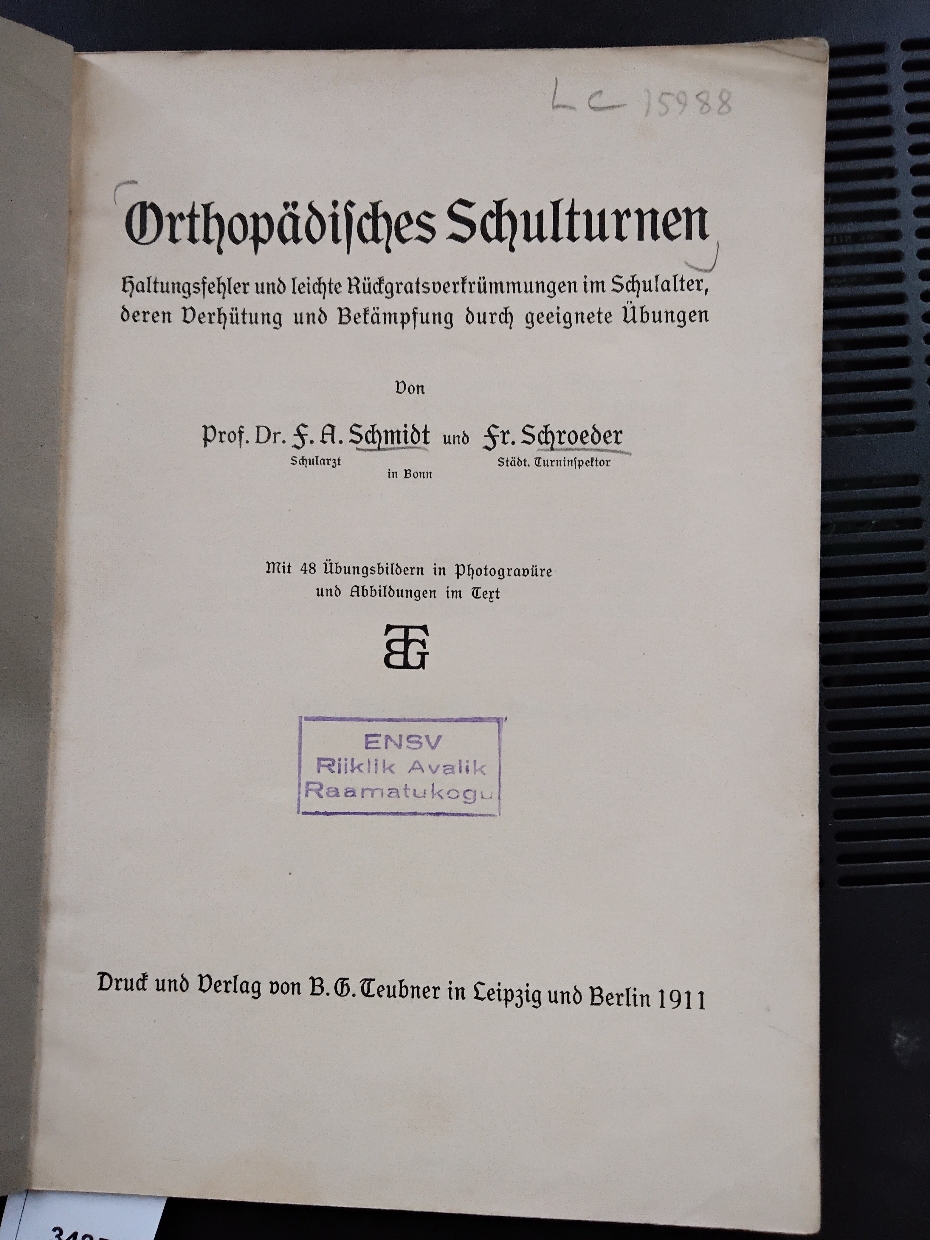 LC 15988
Orthopädisches Schulturnen
Haltungsfehler und leichte Rückgratsverkrümmungen im Schulalter,
deren Verhütung und Bekämpfung durch geeignete Übungen
Von
Prof. Dr. F. A. Schmidt und Fr. Schroeder
Schularzt Städt. Turninspektor
in Bonn
Mit 48 Übungsbildern in Photogravüre
und Abbildungen im Text
BTG
ENSV
Riiklik Avalik
Raamatukogu
Druck und Verlag von B. G. Teubner in Leipzig und Berlin 1911